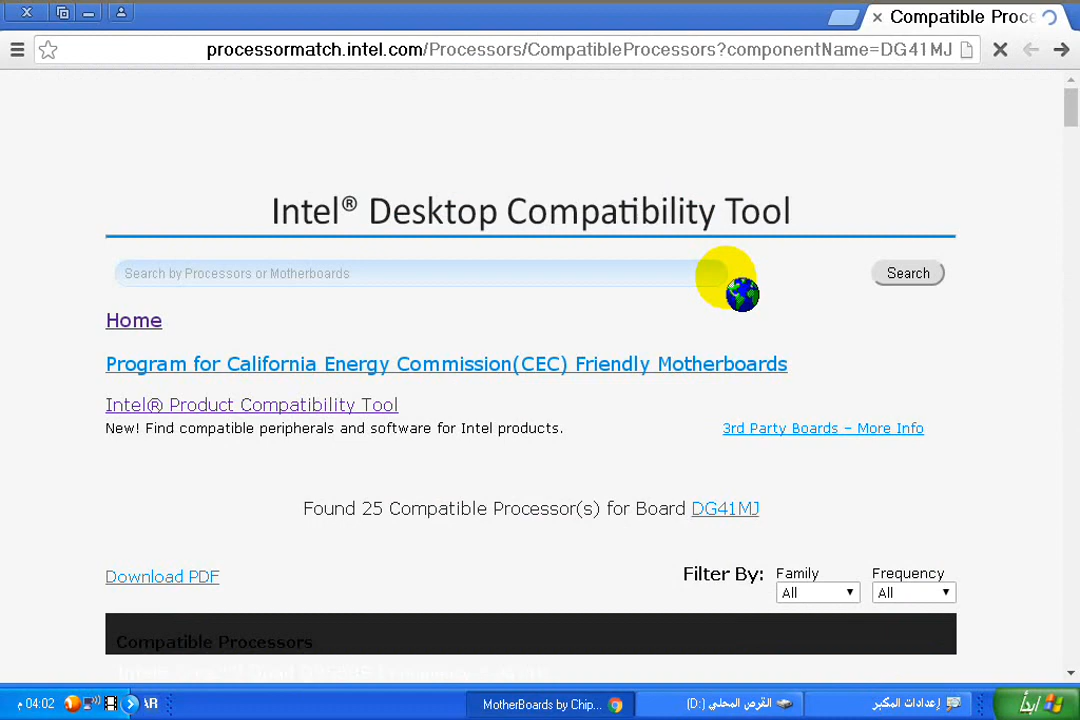 Compatible Proce
processormatch.intel.com/Processors/CompatibleProcessors?componentName=DG41MJ
Intel® Desktop Compatibility Tool
Search by Processors or Motherboards
Search
Home
Program for California Energy Commission(CEC) Friendly Motherboards
Intel® Product Compatibility Tool
New! Find compatible peripherals and software for Intel products.
3rd Party Boards – More Info
Found 25 Compatible Processor(s) for Board DG41MJ
Download PDF
Filter By:
Family
Frequency
All
All
Compatible Processors
ابدأ
إعدادات المكبر
القرص المحلي (D:)
MotherBoards by Chip...
AR
04:02 م